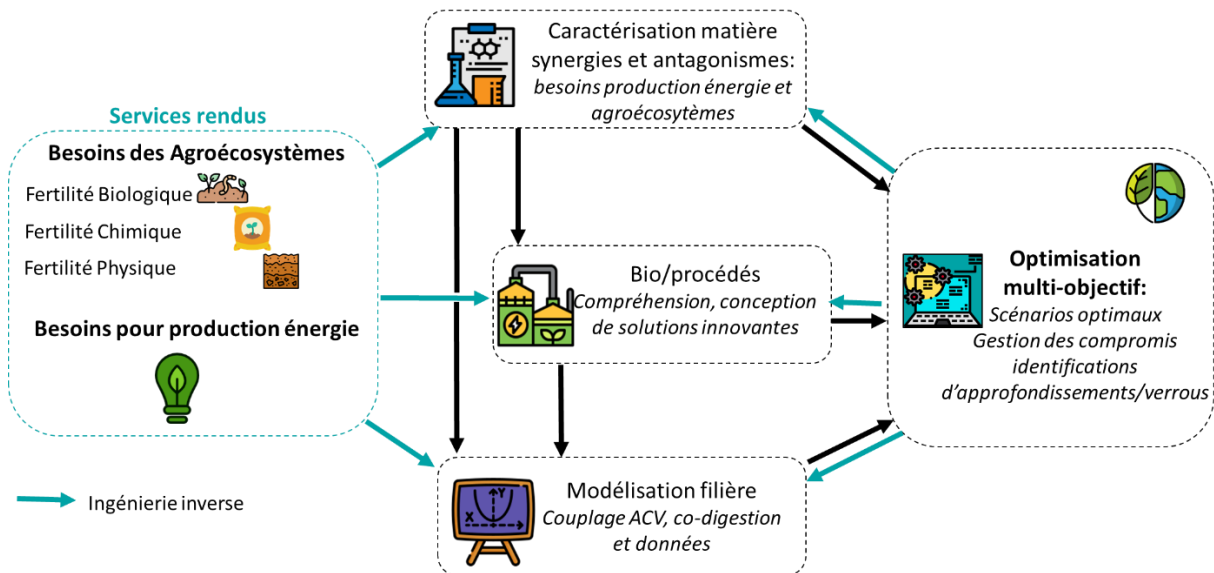 Caractérisation matière
synergies et antagonismes:
besoins production énergie et
agroécosytèmes
Services rendus
Besoins des Agroécosystèmes
Fertilité Biologique
Fertilité Chimique
Fertilité Physique
Besoins pour production énergie
Bio/procédés
Compréhension, conception
de solutions innovantes
Optimisation
multi-objectif:
Scénarios optimaux
Gestion des compromis
identifications
d'approfondissements/verrous
Modélisation filière
Couplage ACV, co-digestion
et données
Y
X
Ingénierie inverse